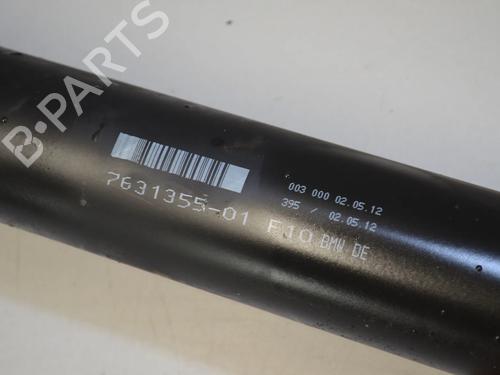 B-PARTS
7631355-01 F10 BMW DE
003 000 02.05.12
395 / 02.05.12